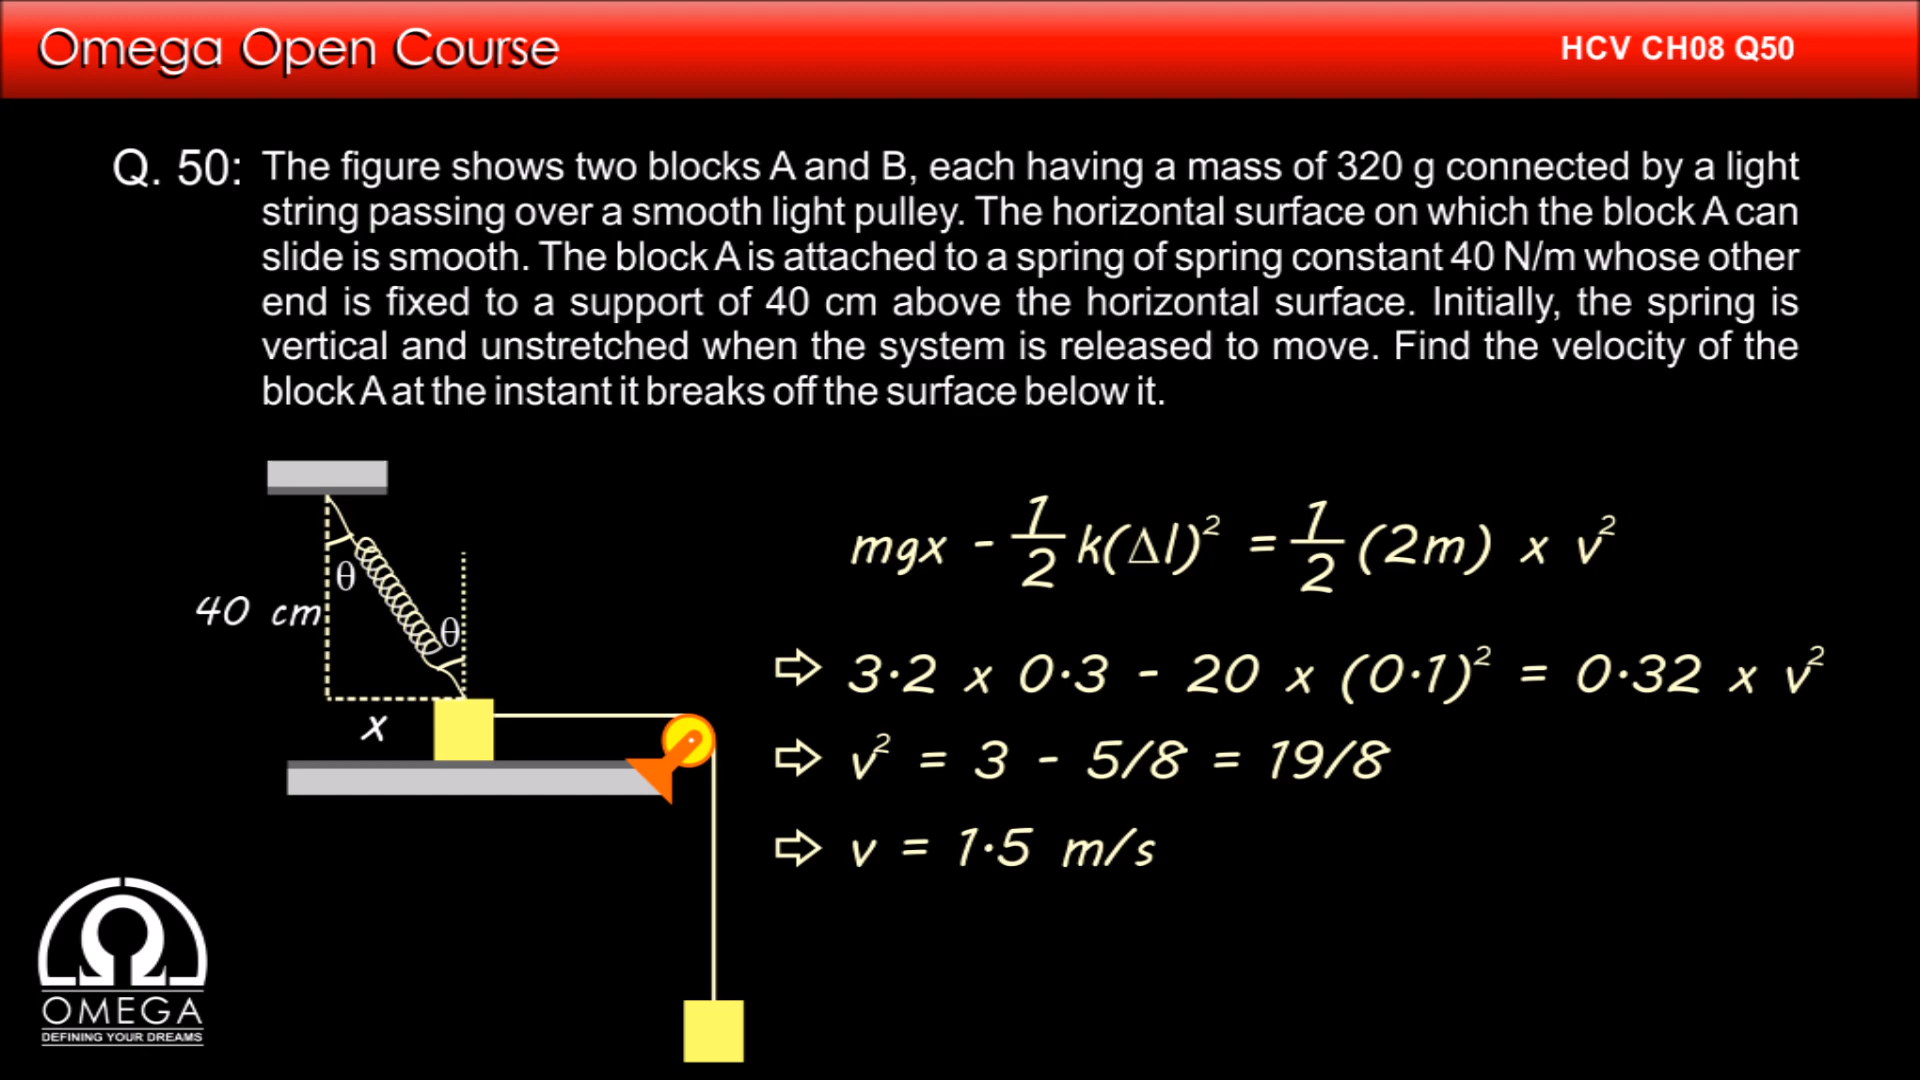 Omega Open Course
HCV CH08 Q50
Q. 50: The figure shows two blocks A and B, each having a mass of 320 g connected by a light
string passing over a smooth light pulley. The horizontal surface on which the block A can
slide is smooth. The block A is attached to a spring of spring constant 40 N/m whose other
end is fixed to a support of 40 cm above the horizontal surface. Initially, the spring is
vertical and unstretched when the system is released to move. Find the velocity of the
block A at the instant it breaks off the surface below it.
θ
θ
40 cm
x
mgx - 1/2 k(Δl)² = 1/2 (2m) x v²
⇨ 3·2 x 0·3 - 20 x (0·1)² = 0·32 x v²
⇨ v² = 3 - 5/8 = 19/8
⇨ v = 1·5 m/s
OMEGA
DEFINING YOUR DREAMS